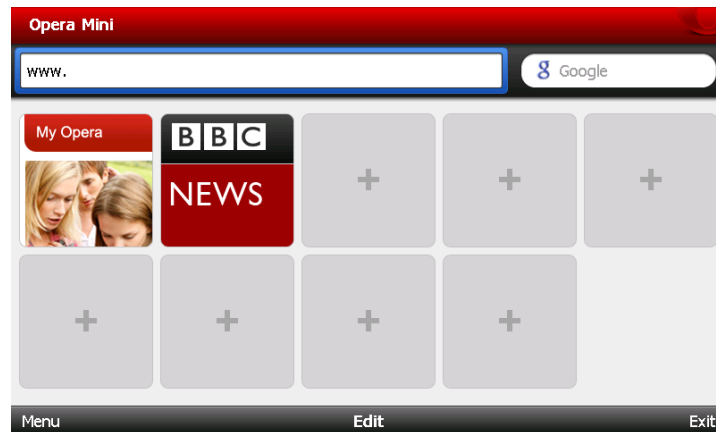 Opera Mini
www.
g Google
My Opera
BBC
NEWS
Menu
Edit
Exit